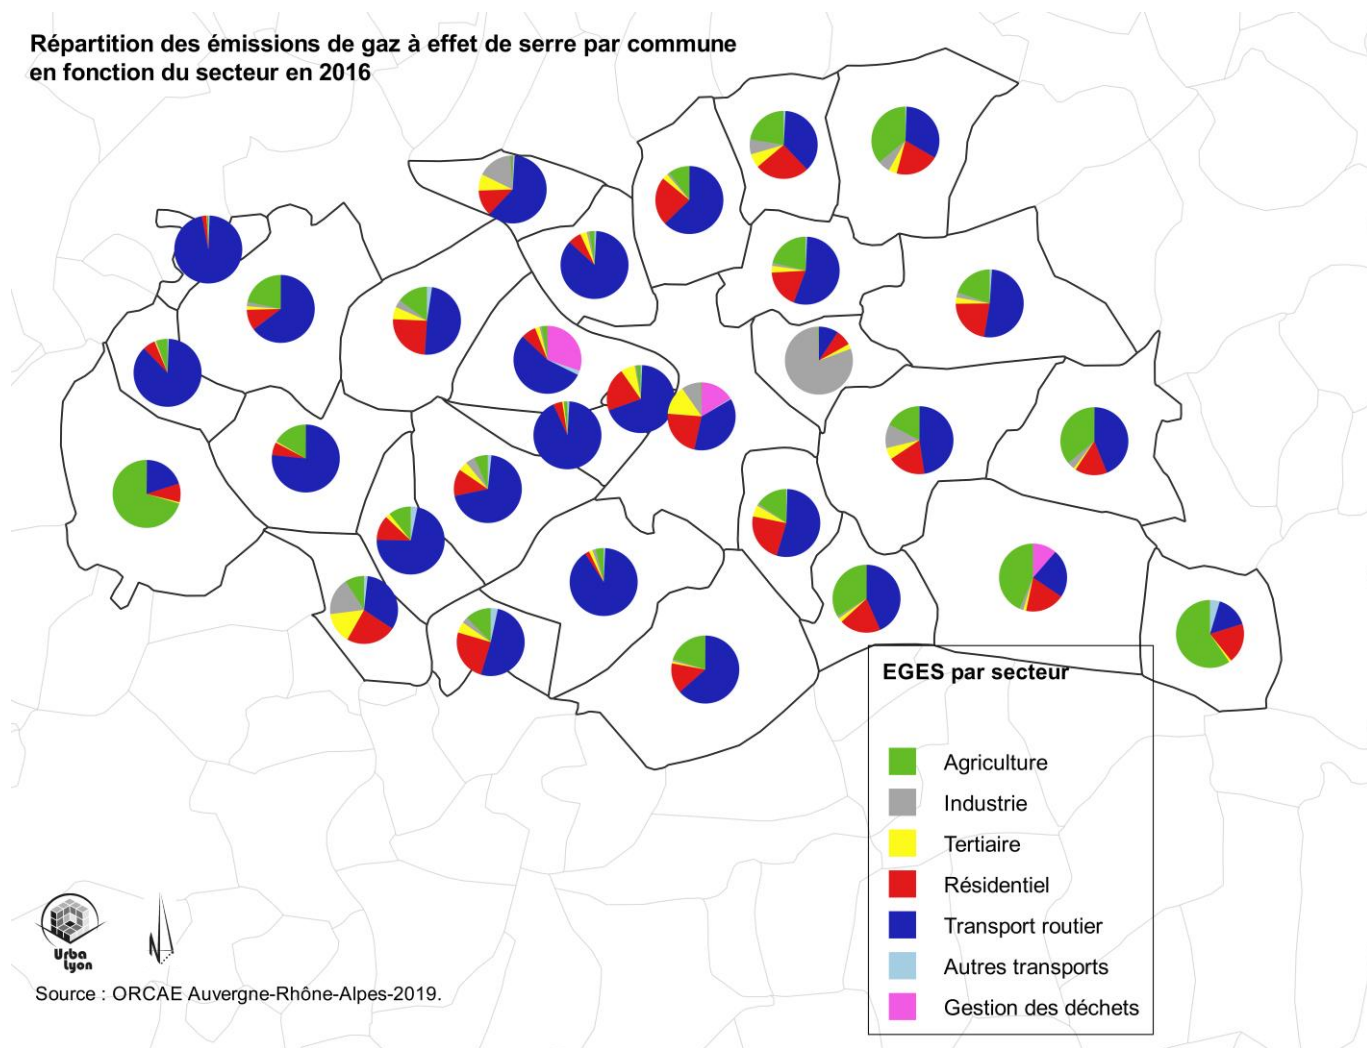 Répartition des émissions de gaz à effet de serre par commune
en fonction du secteur en 2016
EGES par secteur
Agriculture
Industrie
Tertiaire
Résidentiel
Transport routier
Autres transports
Gestion des déchets
Urba
Lyon
N
Source : ORCAE Auvergne-Rhône-Alpes-2019.